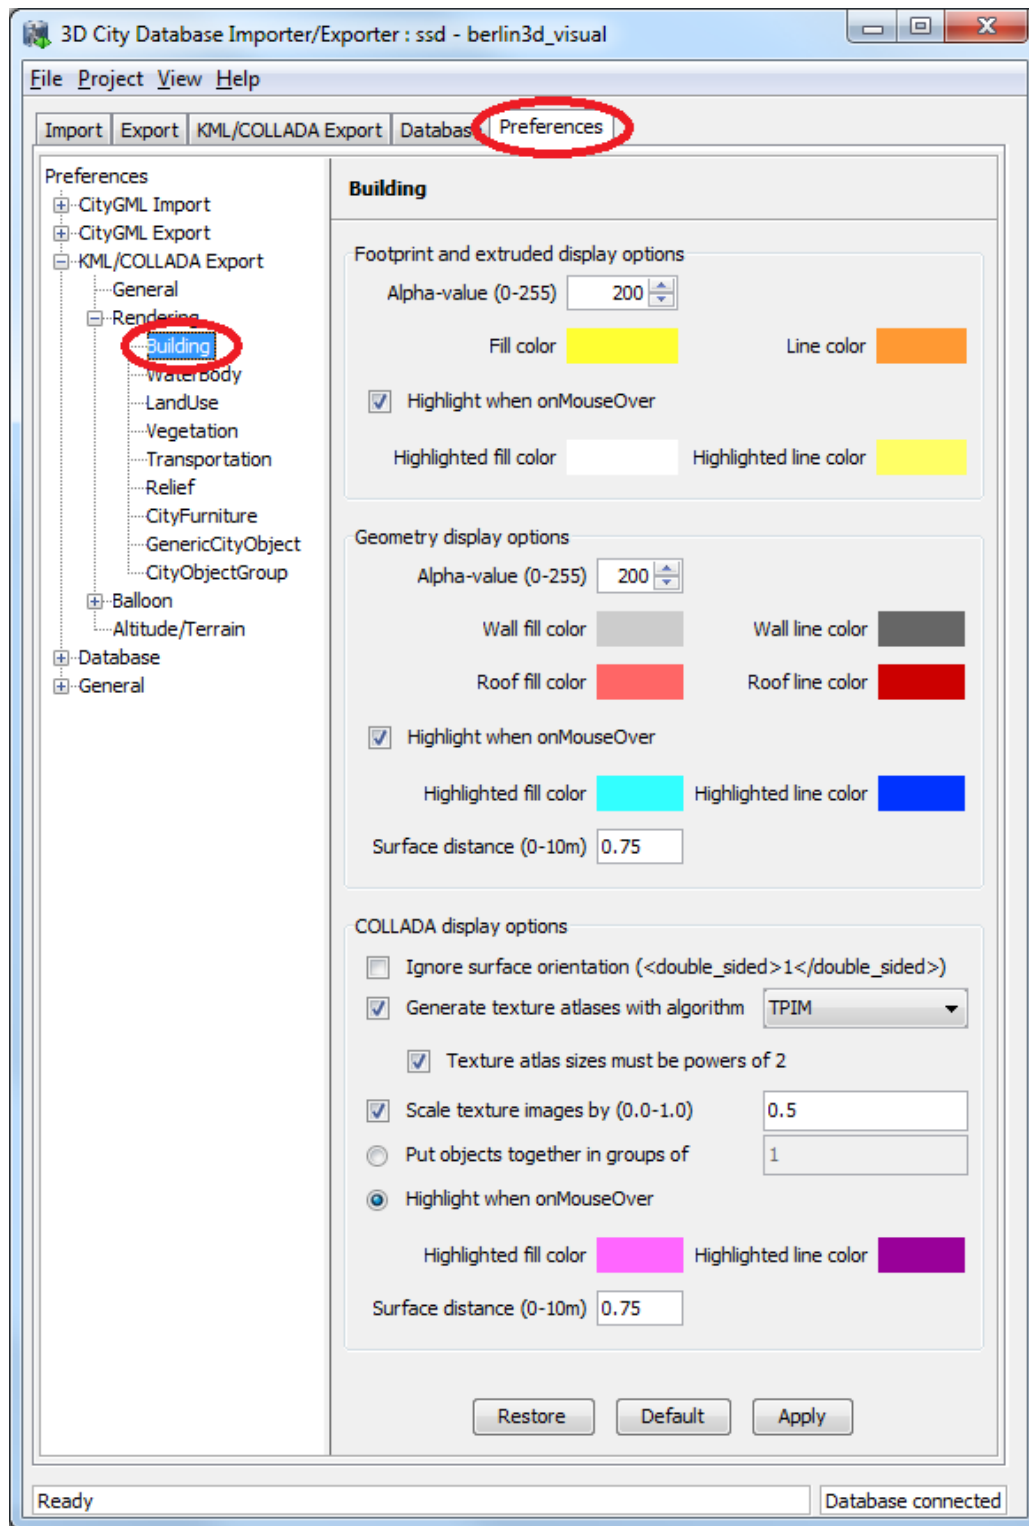 3D City Database Importer/Exporter : ssd - berlin3d_visual
File Project View Help
Import Export KML/COLLADA Export Database Preferences
Preferences
CityGML Import
CityGML Export
KML/COLLADA Export
General
Rendering
Building
WaterBody
LandUse
Vegetation
Transportation
Relief
CityFurniture
GenericCityObject
CityObjectGroup
Balloon
Altitude/Terrain
Database
General
Building
Footprint and extruded display options
Alpha-value (0-255) 200
Fill color Line color
Highlight when onMouseOver
Highlighted fill color Highlighted line color
Geometry display options
Alpha-value (0-255) 200
Wall fill color Wall line color
Roof fill color Roof line color
Highlight when onMouseOver
Highlighted fill color Highlighted line color
Surface distance (0-10m) 0.75
COLLADA display options
Ignore surface orientation (<double_sided>1</double_sided>)
Generate texture atlases with algorithm TPIM
Texture atlas sizes must be powers of 2
Scale texture images by (0.0-1.0) 0.5
Put objects together in groups of 1
Highlight when onMouseOver
Highlighted fill color Highlighted line color
Surface distance (0-10m) 0.75
Restore Default Apply
Ready Database connected